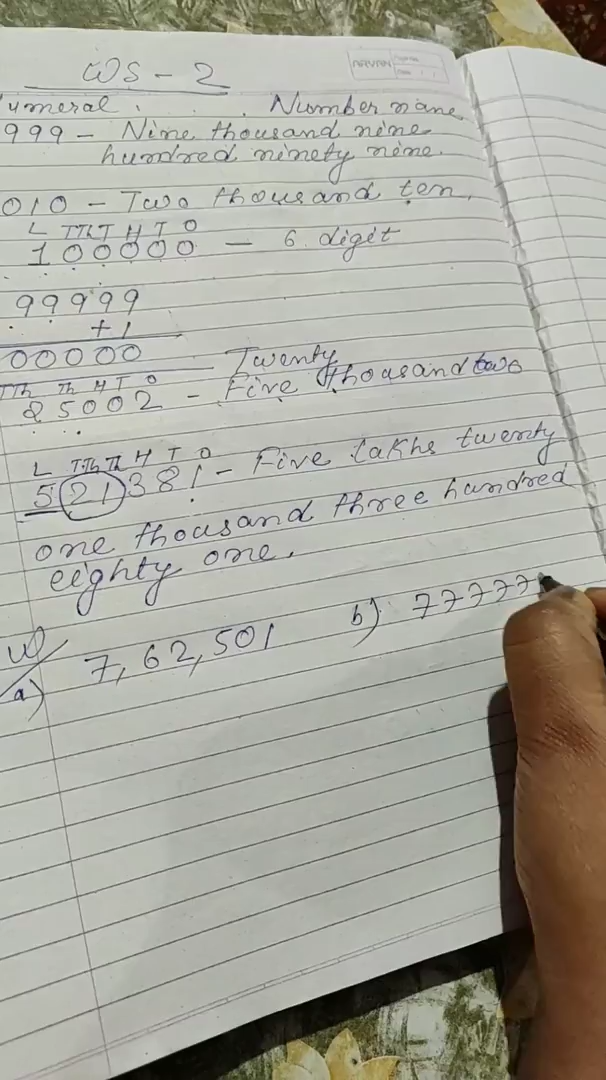 WS - 2
umeral. Number name
999 - Nine thousand nine
hundred ninety nine.
010 - Two thousand ten.
L TTh T H T O
100000 - 6 digit
99999
+1
00000
TTh Th H T O
25002 - Twenty Five thousand two
L TTh Th H T O
521381 - Five lakhs twenty
one thousand three hundred
eighty one.
a) 7,62,501 b) 77777